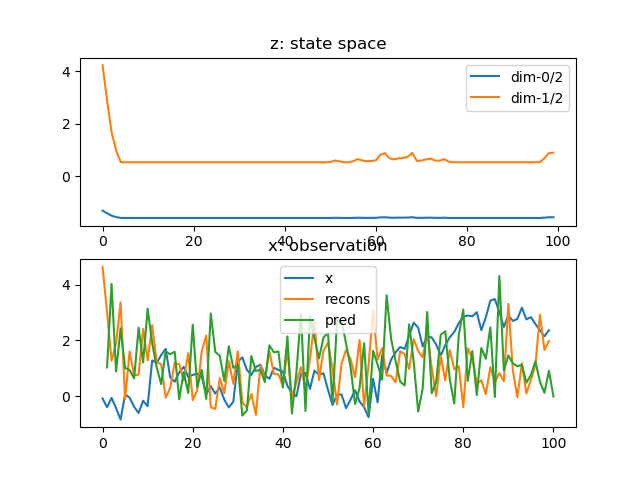 z: state space
4
2
0
dim-0/2
dim-1/2
0 20 40 60 80 100
x: observation
4
2
0
x
recons
pred
0 20 40 60 80 100